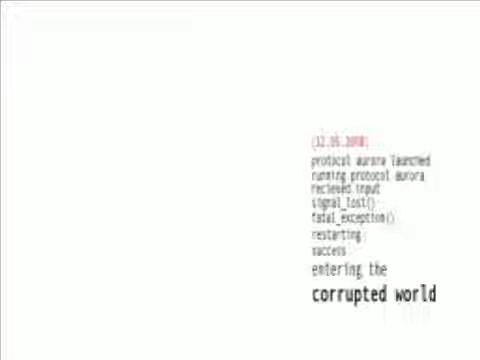 protocol aurora launched
running protocol aurora
recieved input
signal_lost()
fatal_exception()
restarting
success
entering the
corrupted world